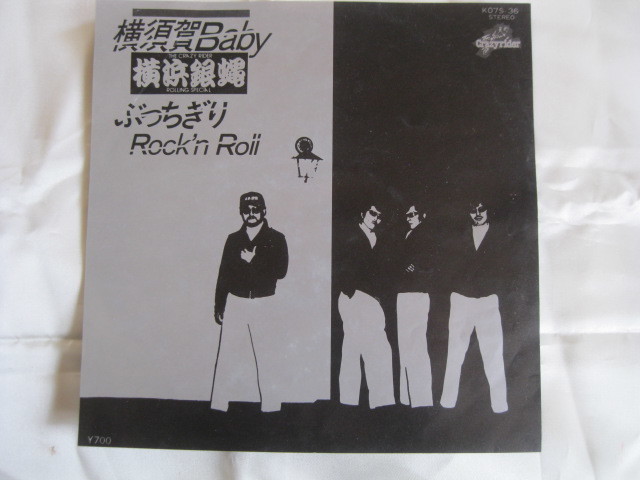 横須賀Baby
THE CRAZY RIDER
横浜銀蝿
ROLLING SPECIAL
ぶっちぎり
Rock'n Roll
K07S 36
STEREO
Crazyrider
¥700